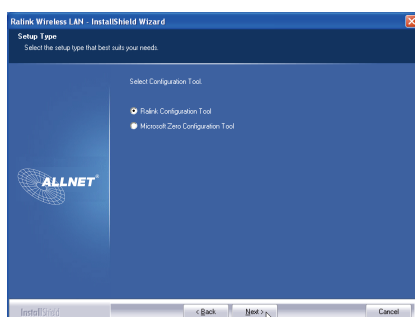 Ralink Wireless LAN - InstallShield Wizard
Setup Type
Select the setup type that best suits your needs.
Select Configuration Tool.
Ralink Configuration Tool
Microsoft Zero Configuration Tool
ALLNET®
InstallShield
< Back
Next >
Cancel